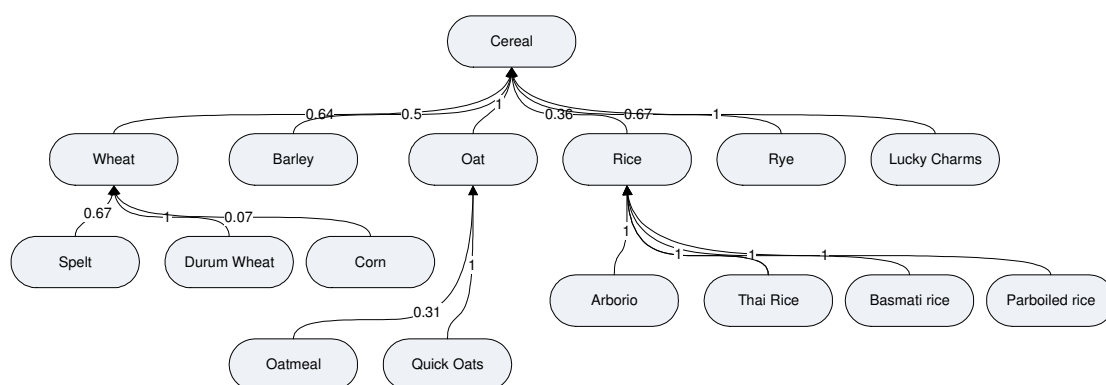 Cereal
0.64
0.5
1
0.36
0.67
1
Wheat
Barley
Oat
Rice
Rye
Lucky Charms
0.67
1
0.07
1
Spelt
Durum Wheat
Corn
1
1
1
1
Arborio
Thai Rice
Basmati rice
Parboiled rice
0.31
Oatmeal
Quick Oats